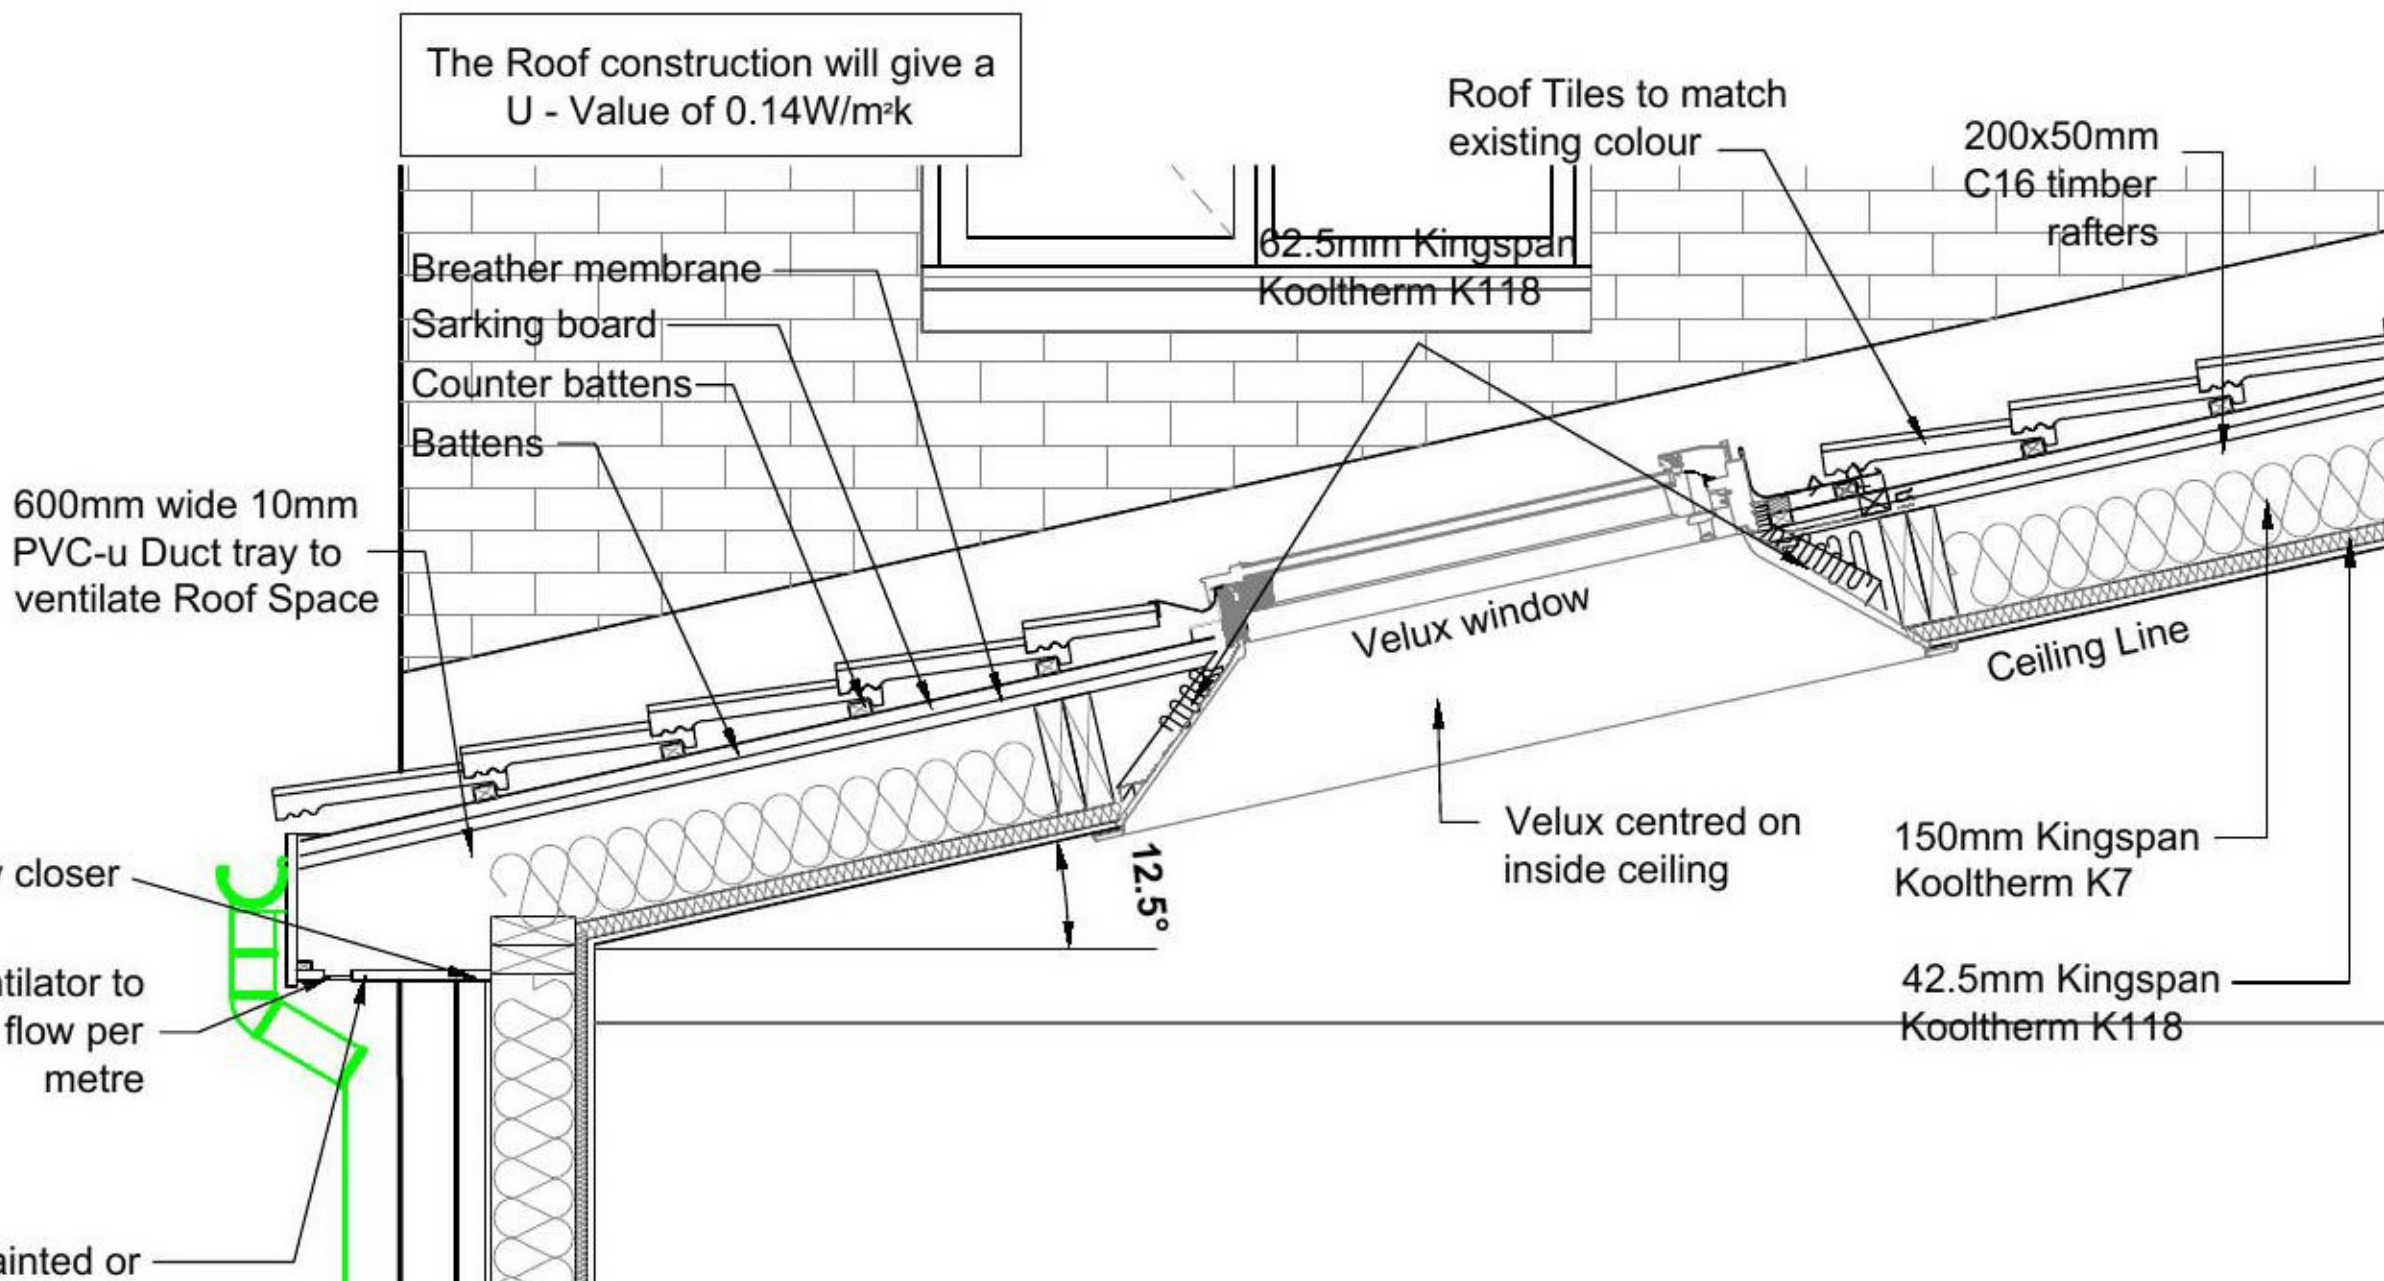 The Roof construction will give a
U - Value of 0.14W/m²k
Roof Tiles to match
existing colour
200x50mm
C16 timber
rafters
62.5mm Kingspan
Kooltherm K118
Breather membrane
Sarking board
Counter battens
Battens
600mm wide 10mm
PVC-u Duct tray to
ventilate Roof Space
Velux window
Ceiling Line
Velux centred on
inside ceiling
150mm Kingspan
Kooltherm K7
12.5°
closer
42.5mm Kingspan
Kooltherm K118
to
flow per
metre
or